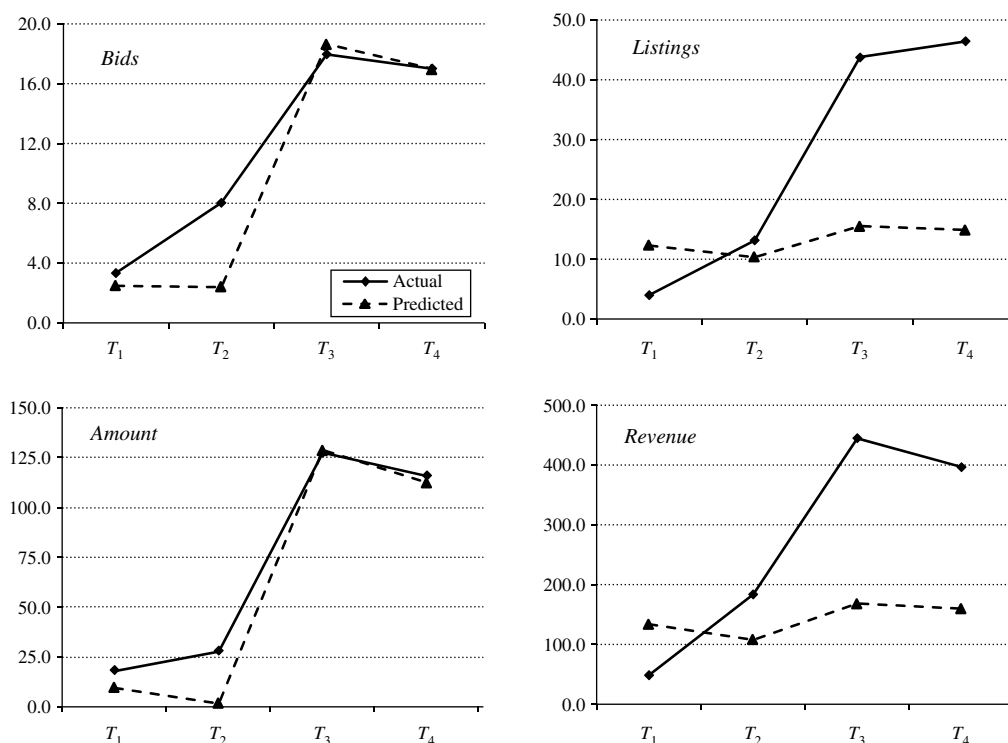 Bids
20.0
16.0
12.0
8.0
4.0
0.0
T1 T2 T3 T4
Actual
Predicted
Listings
50.0
40.0
30.0
20.0
10.0
0.0
T1 T2 T3 T4
Amount
150.0
125.0
100.0
75.0
50.0
25.0
0.0
T1 T2 T3 T4
Revenue
500.0
400.0
300.0
200.0
100.0
0.0
T1 T2 T3 T4